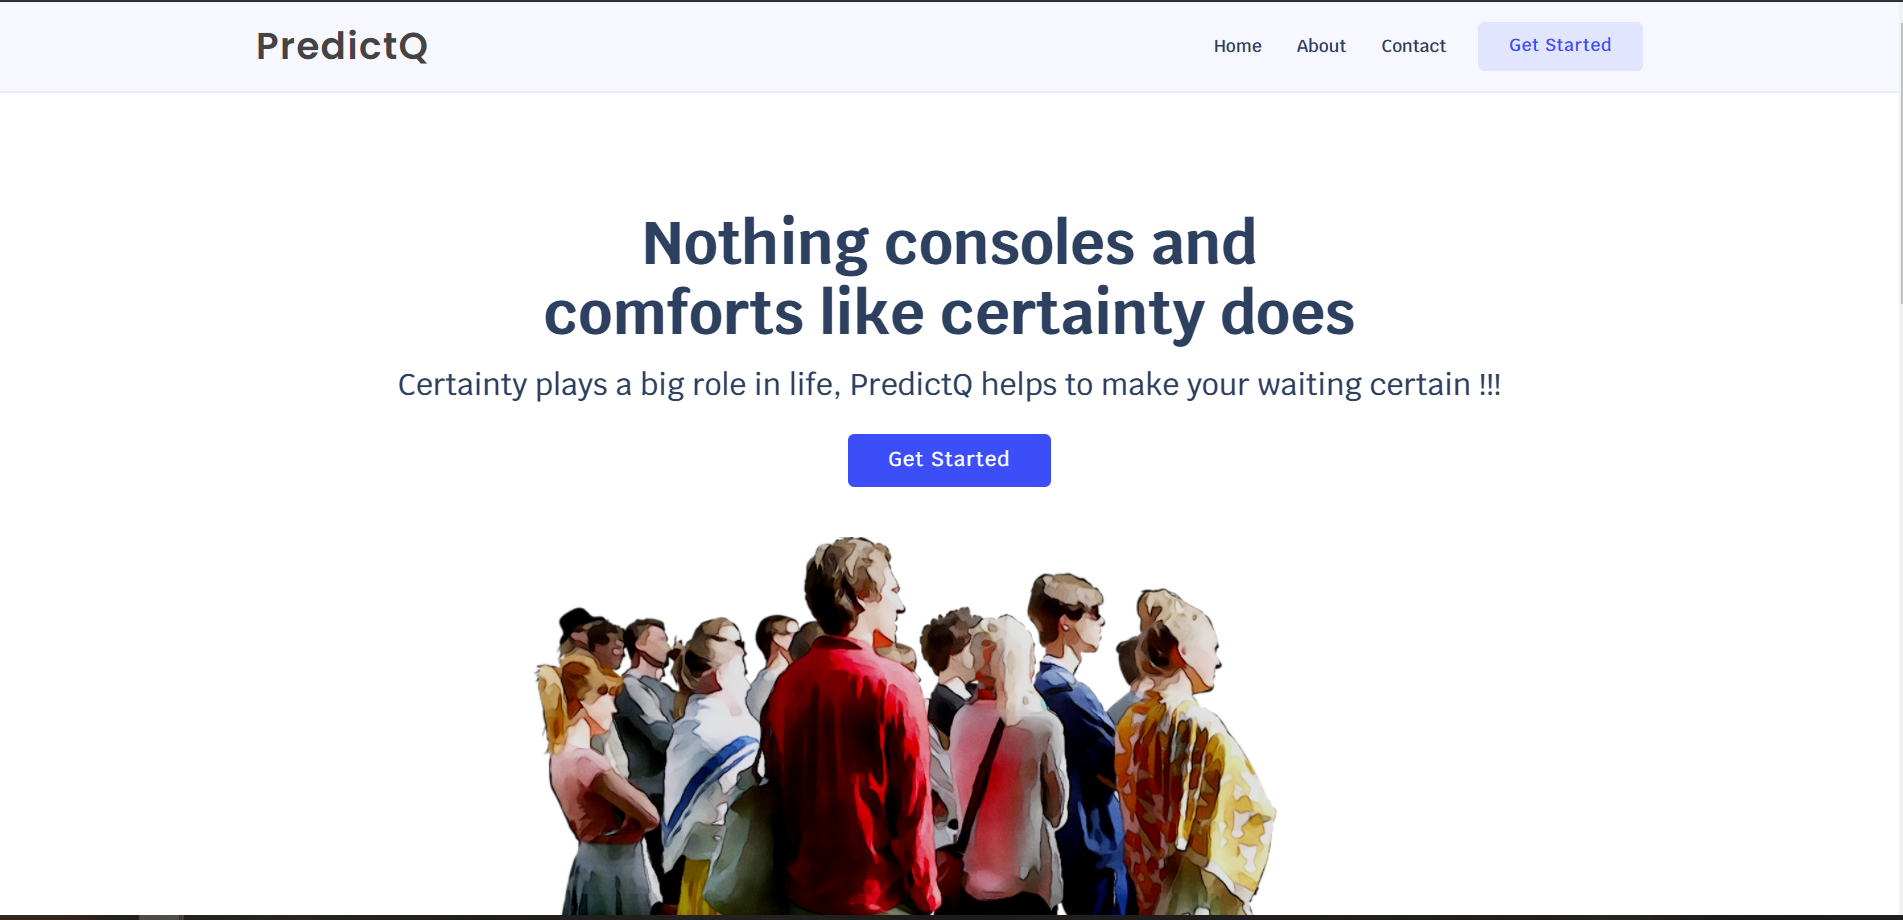 PredictQ
Home About Contact Get Started
Nothing consoles and
comforts like certainty does
Certainty plays a big role in life, PredictQ helps to make your waiting certain !!!
Get Started